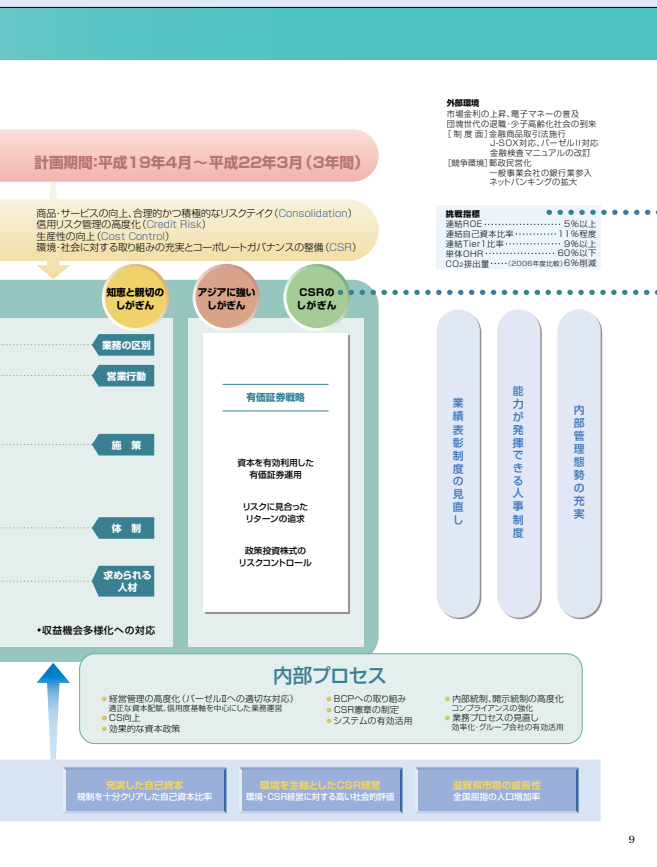 外部環境
市場金利の上昇、電子マネーの普及
団塊世代の退職・少子高齢化社会の到来
[制度面]金融商品取引法施行
J-SOX対応、バーゼルII対応
金融検査マニュアルの改訂
[競争環境]郵政民営化
一般事業会社の銀行業参入
ネットバンキングの拡大
計画期間:平成19年4月～平成22年3月(3年間)
商品・サービスの向上、合理的かつ積極的なリスクテイク(Consolidation)
信用リスク管理の高度化(Credit Risk)
生産性の向上(Cost Control)
環境・社会に対する取り組みの充実とコーポレートガバナンスの整備(CSR)
挑戦指標
連結ROE・・・・・・・・・・・・・・・・・5%以上
連結自己資本比率・・・・・・・・・・・・11%程度
連結Tier1比率・・・・・・・・・・・・・9%以上
単体OHR・・・・・・・・・・・・・・・・・60%以下
CO₂排出量・・・・(2006年度比較)6%削減
知恵と親切の
しがぎん
アジアに強い
しがぎん
CSRの
しがぎん
業務の区別
営業行動
施 策
体 制
求められる
人材
•収益機会多様化への対応
有価証券戦略
資本を有効利用した
有価証券運用
リスクに見合った
リターンの追求
政策投資株式の
リスクコントロール
業績表彰制度の見直し
能力が発揮できる人事制度
内部管理態勢の充実
内部プロセス
●経営管理の高度化(バーゼルⅡへの適切な対応)
適正な資本配賦、信用度基軸を中心にした業務運営
●CS向上
●効果的な資本政策
●BCPへの取り組み
●CSR憲章の制定
●システムの有効活用
●内部統制、開示統制の高度化
コンプライアンスの強化
●業務プロセスの見直し
効率化・グループ会社の有効活用
充実した自己資本
規制を十分クリアした自己資本比率
環境を主軸としたCSR経営
環境・CSR経営に対する高い社会的評価
滋賀県市場の成長性
全国屈指の人口増加率
9